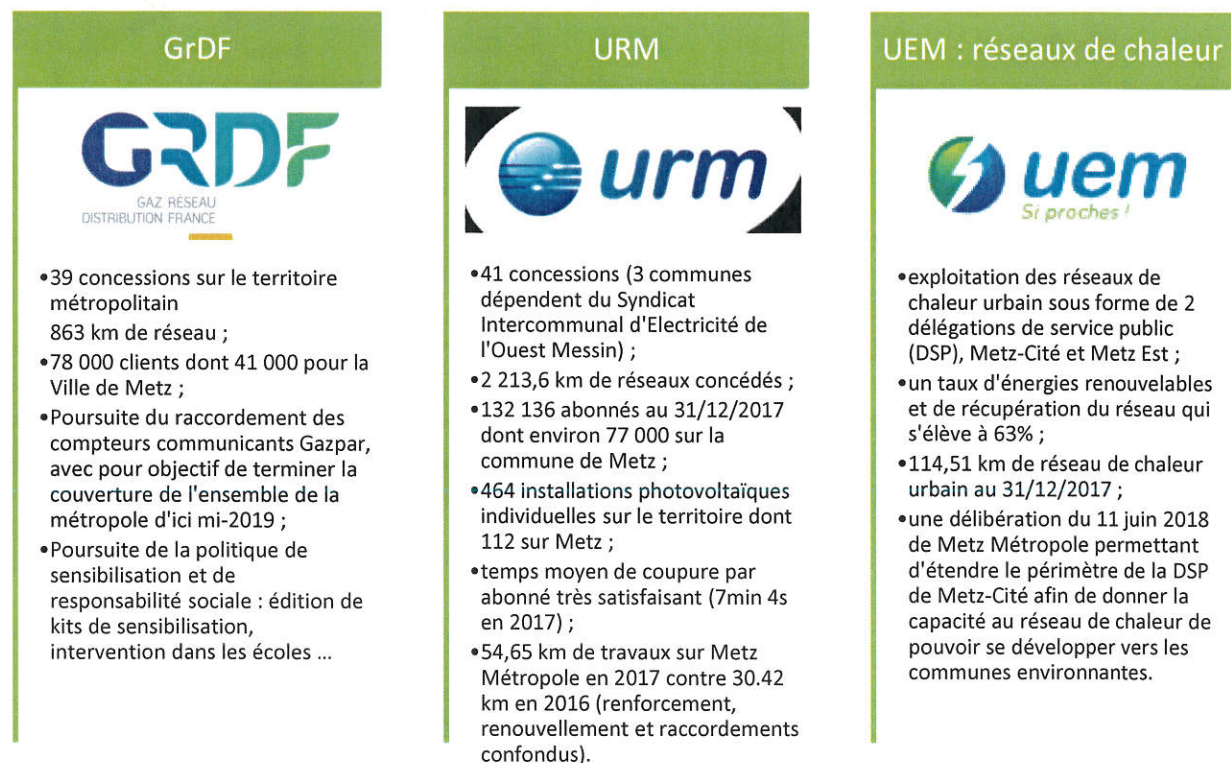 GrDF
GRDF
GAZ RÉSEAU
DISTRIBUTION FRANCE
•39 concessions sur le territoire
métropolitain
863 km de réseau ;
•78 000 clients dont 41 000 pour la
Ville de Metz ;
•Poursuite du raccordement des
compteurs communicants Gazpar,
avec pour objectif de terminer la
couverture de l'ensemble de la
métropole d'ici mi-2019 ;
•Poursuite de la politique de
sensibilisation et de
responsabilité sociale : édition de
kits de sensibilisation,
intervention dans les écoles ...
URM
urm
•41 concessions (3 communes
dépendent du Syndicat
Intercommunal d'Electricité de
l'Ouest Messin) ;
•2 213,6 km de réseaux concédés ;
•132 136 abonnés au 31/12/2017
dont environ 77 000 sur la
commune de Metz ;
•464 installations photovoltaïques
individuelles sur le territoire dont
112 sur Metz ;
•temps moyen de coupure par
abonné très satisfaisant (7min 4s
en 2017) ;
•54,65 km de travaux sur Metz
Métropole en 2017 contre 30.42
km en 2016 (renforcement,
renouvellement et raccordements
confondus).
UEM : réseaux de chaleur
uem
Si proches !
•exploitation des réseaux de
chaleur urbain sous forme de 2
délégations de service public
(DSP), Metz-Cité et Metz Est ;
•un taux d'énergies renouvelables
et de récupération du réseau qui
s'élève à 63% ;
•114,51 km de réseau de chaleur
urbain au 31/12/2017 ;
•une délibération du 11 juin 2018
de Metz Métropole permettant
d'étendre le périmètre de la DSP
de Metz-Cité afin de donner la
capacité au réseau de chaleur de
pouvoir se développer vers les
communes environnantes.